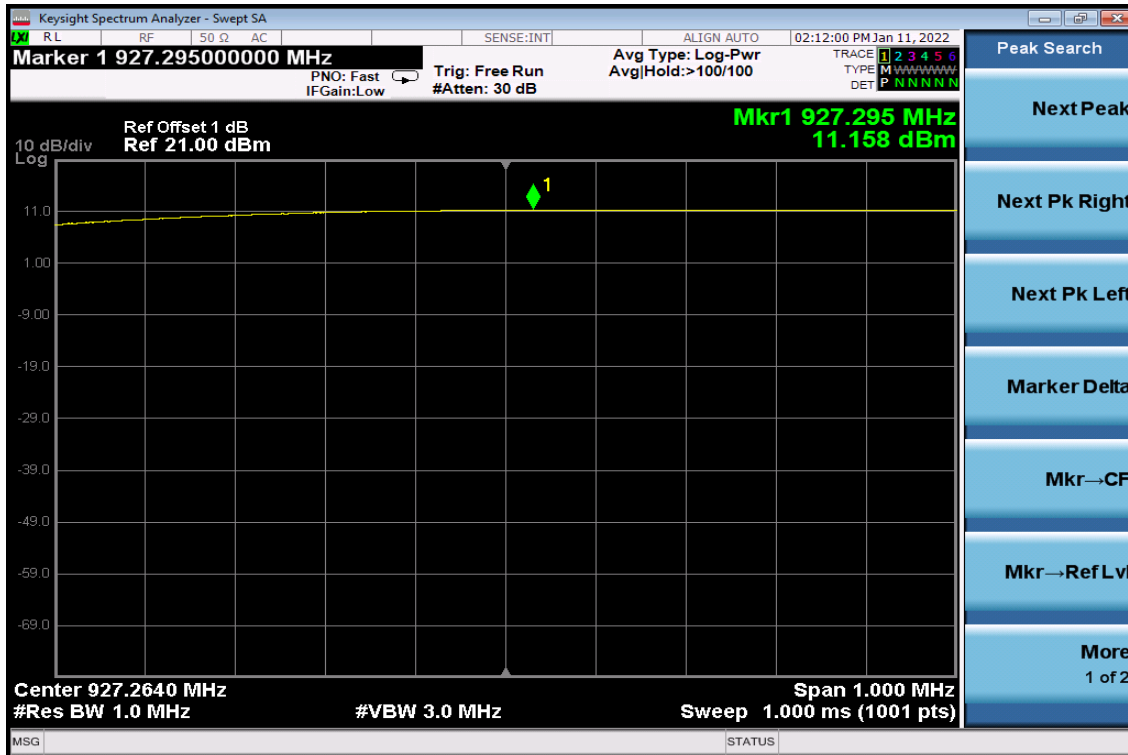 Keysight Spectrum Analyzer - Swept SA
LXI RL RF 50 Ω AC SENSE:INT ALIGN AUTO 02:12:00 PM Jan 11, 2022
Marker 1 927.295000000 MHz
PNO: Fast
IFGain:Low
Trig: Free Run
#Atten: 30 dB
Avg Type: Log-Pwr
Avg|Hold:>100/100
TRACE 1 2 3 4 5 6
TYPE M WWWWW
DET P N N N N N
Mkr1 927.295 MHz
11.158 dBm
Ref Offset 1 dB
10 dB/div Ref 21.00 dBm
Log
1
11.0
1.00
-9.00
-19.0
-29.0
-39.0
-49.0
-59.0
-69.0
Center 927.2640 MHz Span 1.000 MHz
#Res BW 1.0 MHz #VBW 3.0 MHz Sweep 1.000 ms (1001 pts)
MSG STATUS
Peak Search
Next Peak
Next Pk Right
Next Pk Left
Marker Delta
Mkr→CF
Mkr→Ref Lvl
More
1 of 2